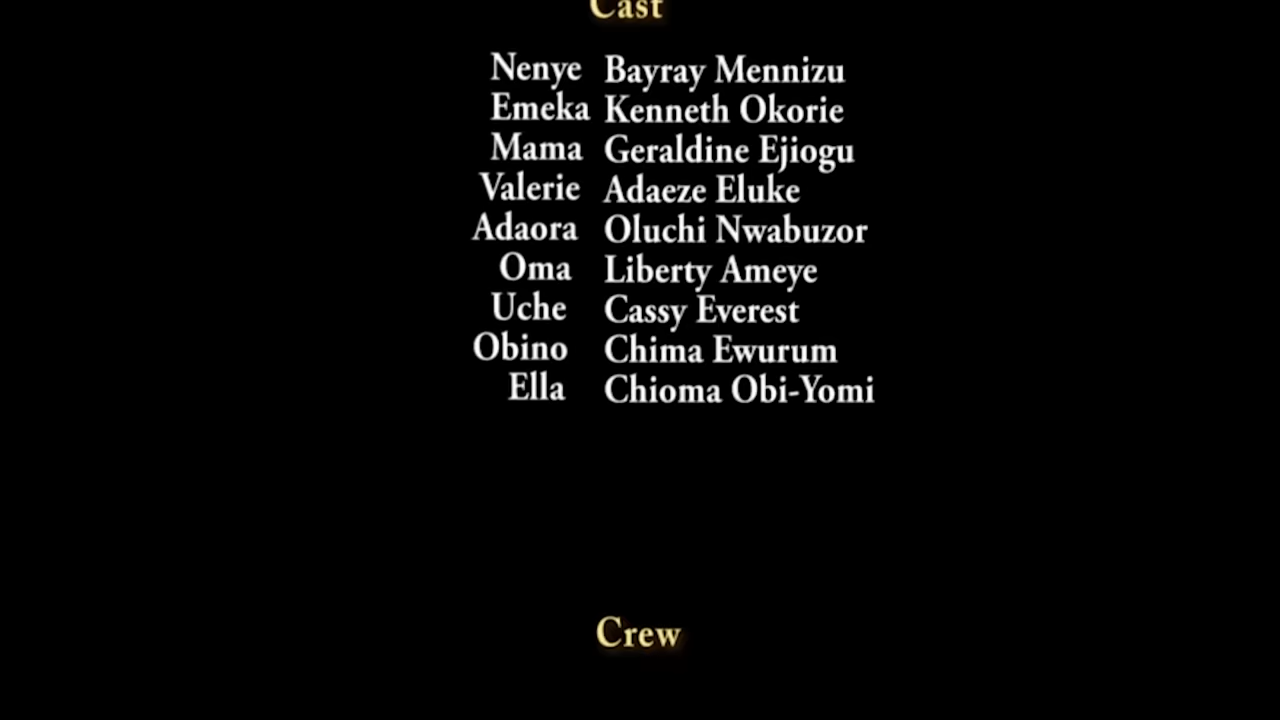 Cast
Nenye Bayray Mennizu
Emeka Kenneth Okorie
Mama Geraldine Ejiogu
Valerie Adaeze Eluke
Adaora Oluchi Nwabuzor
Oma Liberty Ameye
Uche Cassy Everest
Obino Chima Ewurum
Ella Chioma Obi-Yomi
Crew